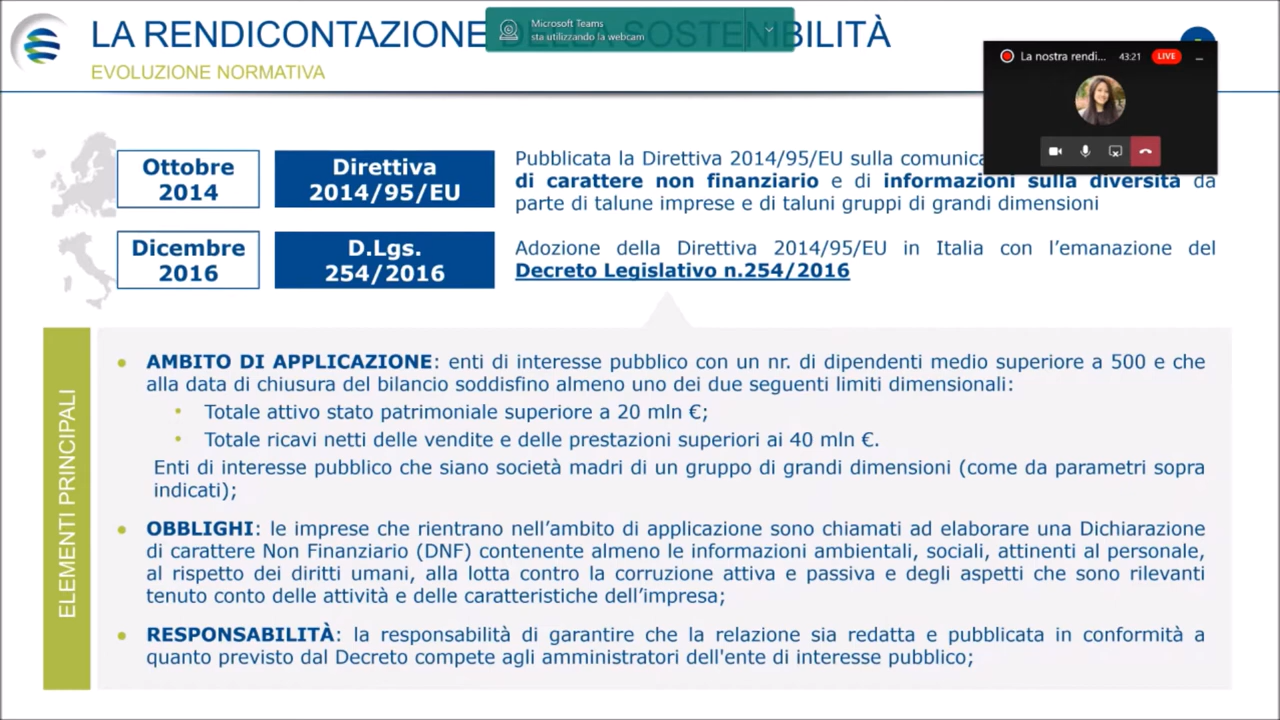 LA RENDICONTAZIONE DELLA SOSTENIBILITÀ
EVOLUZIONE NORMATIVA
Microsoft Teams
sta utilizzando la webcam
La nostra rendi...
43:21
LIVE
Ottobre
2014
Direttiva
2014/95/EU
Pubblicata la Direttiva 2014/95/EU sulla
di carattere non finanziario e di informazioni sulla diversità da
parte di talune imprese e di taluni gruppi di grandi dimensioni
Dicembre
2016
D.Lgs.
254/2016
Adozione della Direttiva 2014/95/EU in Italia con l’emanazione del
Decreto Legislativo n.254/2016
ELEMENTI PRINCIPALI
• AMBITO DI APPLICAZIONE: enti di interesse pubblico con un nr. di dipendenti medio superiore a 500 e che
alla data di chiusura del bilancio soddisfino almeno uno dei due seguenti limiti dimensionali:
• Totale attivo stato patrimoniale superiore a 20 mln €;
• Totale ricavi netti delle vendite e delle prestazioni superiori ai 40 mln €.
Enti di interesse pubblico che siano società madri di un gruppo di grandi dimensioni (come da parametri sopra
indicati);
• OBBLIGHI: le imprese che rientrano nell’ambito di applicazione sono chiamati ad elaborare una Dichiarazione
di carattere Non Finanziario (DNF) contenente almeno le informazioni ambientali, sociali, attinenti al personale,
al rispetto dei diritti umani, alla lotta contro la corruzione attiva e passiva e degli aspetti che sono rilevanti
tenuto conto delle attività e delle caratteristiche dell’impresa;
• RESPONSABILITÀ: la responsabilità di garantire che la relazione sia redatta e pubblicata in conformità a
quanto previsto dal Decreto compete agli amministratori dell'ente di interesse pubblico;